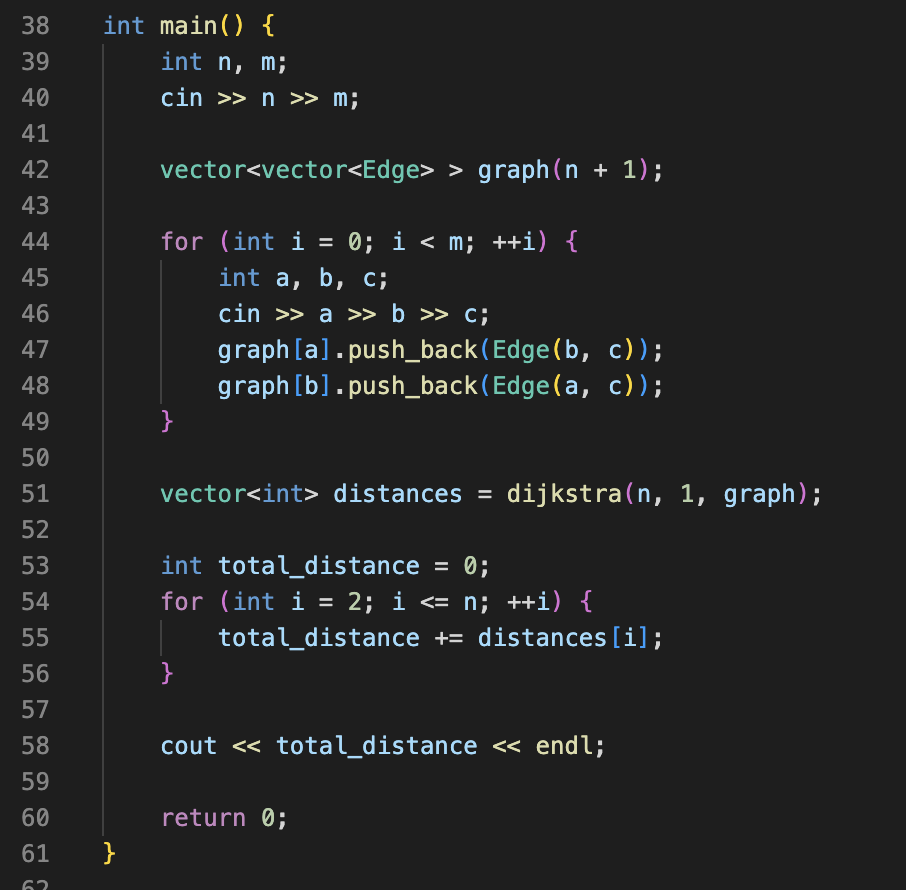 38 int main() {
39     int n, m;
40     cin >> n >> m;
41
42     vector<vector<Edge> > graph(n + 1);
43
44     for (int i = 0; i < m; ++i) {
45         int a, b, c;
46         cin >> a >> b >> c;
47         graph[a].push_back(Edge(b, c));
48         graph[b].push_back(Edge(a, c));
49     }
50
51     vector<int> distances = dijkstra(n, 1, graph);
52
53     int total_distance = 0;
54     for (int i = 2; i <= n; ++i) {
55         total_distance += distances[i];
56     }
57
58     cout << total_distance << endl;
59
60     return 0;
61 }
62